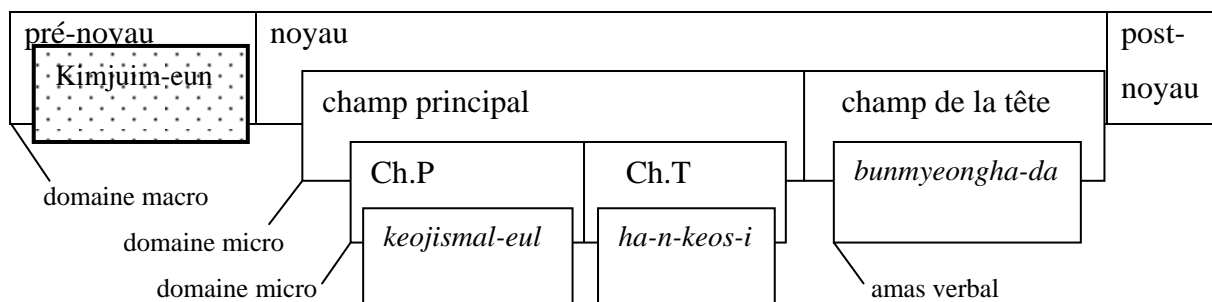 pré-noyau noyau post-
noyau
Kimjuim-eun
champ principal champ de la tête
Ch.P Ch.T bunmyeongha-da
domaine macro
keojismal-eul ha-n-keos-i
domaine micro
domaine micro amas verbal